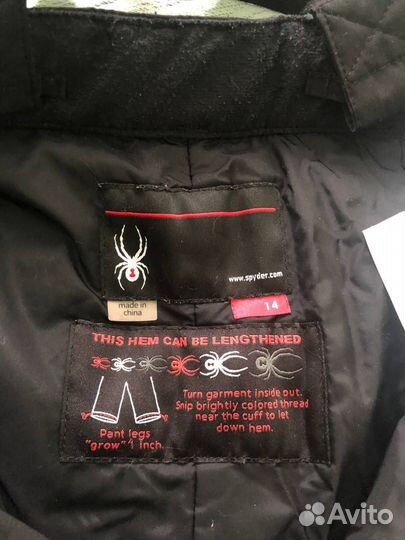 www.spyder.com
made in
china
14
THIS HEM CAN BE LENGTHENED
Turn garment inside out.
Snip brightly colored thread
near the cuff to let
down hem.
Pant legs
"grow" 1 inch.
Avito